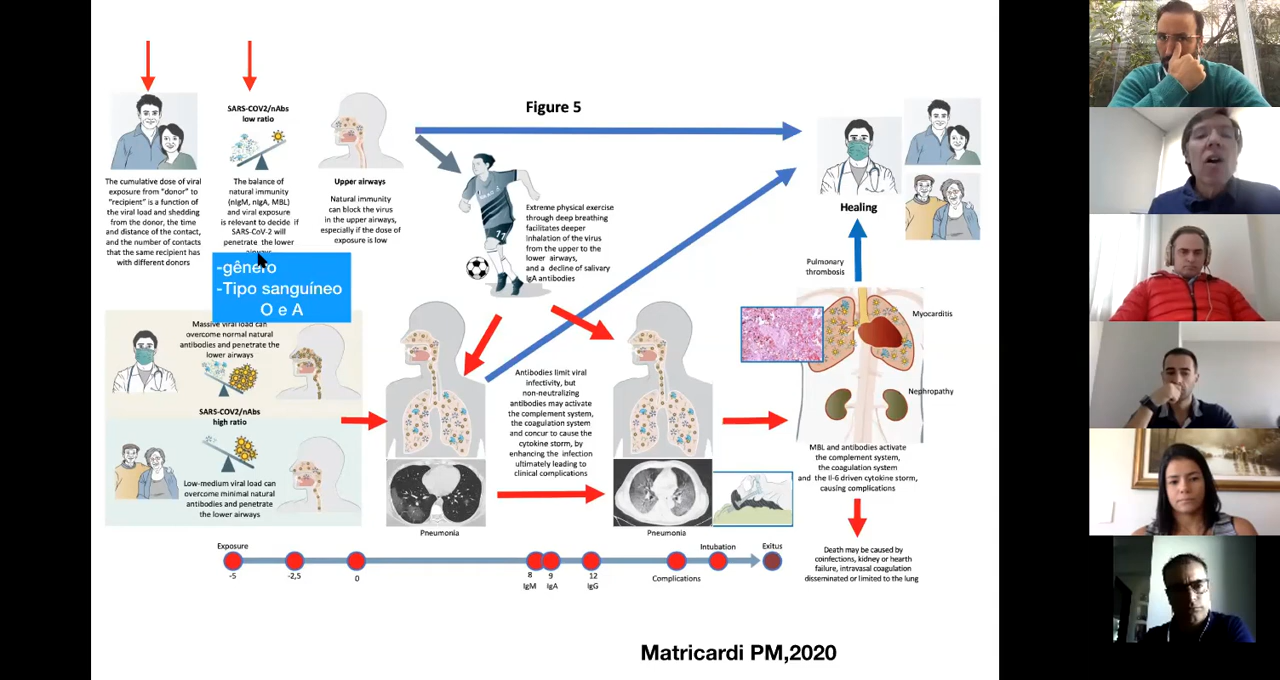 Figure 5
The cumulative dose of viral
exposure from “donor” to
“recipient” is a function of
the viral load and shedding
from the donor, the time
and distance of the contact,
and the number of contacts
that the same recipient has
with different donors
SARS-COV2/nAbs
low ratio
The balance of
natural immunity
(nIgM, nIgA, MBL)
and viral exposure
is relevant to decide if
SARS-CoV-2 will
penetrate the lower
-gênero
-Tipo sanguíneo
O e A
Upper airways
Natural immunity
can block the virus
in the upper airways,
especially if the dose of
exposure is low
11
Extreme physical exercise
through deep breathing
facilitates deeper
inhalation of the virus
from the upper to the
lower airways,
and a decline of salivary
IgA antibodies
Healing
Pulmonary
thrombosis
Myocarditis
Nephropathy
Massive viral load can
overcome normal natural
antibodies and penetrate the
lower airways
SARS-COV2/nAbs
high ratio
Low-medium viral load can
overcome minimal natural
antibodies and penetrate
the lower airways
Antibodies limit viral
infectivity, but
non-neutralizing
antibodies may activate
the complement system,
the coagulation system
and concur to cause the
cytokine storm, by
enhancing the infection
ultimately leading to
clinical complications
MBL and antibodies activate
the complement system,
the coagulation system
and the Il-6 driven cytokine storm,
causing complications
Pneumonia
Pneumonia
Death may be caused by
coinfections, kidney or hearth
failure, intravasal coagulation
disseminated or limited to the lung
Exposure
Intubation
Exitus
-5
-2,5
0
8
IgM
9
IgA
12
IgG
Complications
Matricardi PM,2020